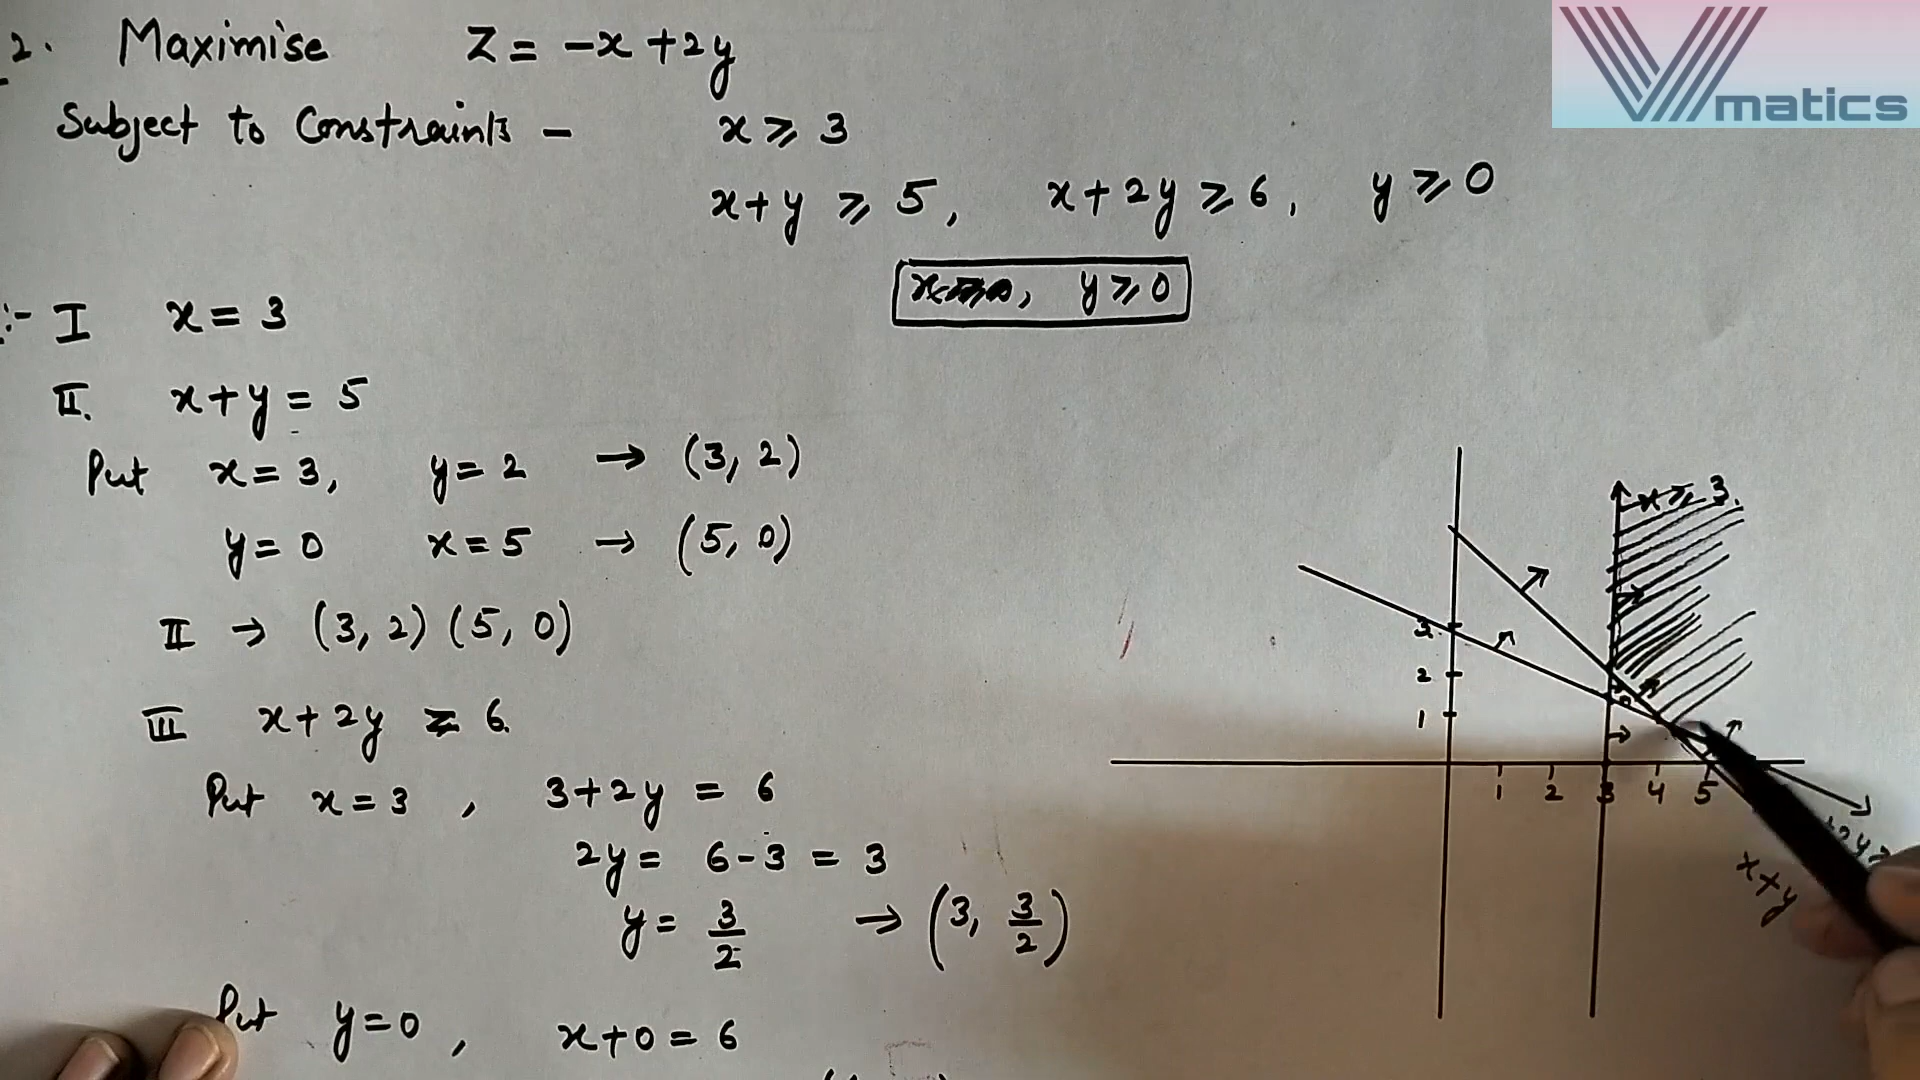 2. Maximise Z = -x + 2y
Subject to Constraints - x ⩾ 3
x + y ⩾ 5, x + 2y ⩾ 6, y ⩾ 0
, y ⩾ 0
:- I x = 3
II. x + y = 5
Put x = 3, y = 2 → (3, 2)
y = 0 x = 5 → (5, 0)
II → (3, 2) (5, 0)
III x + 2y = 6.
Put x = 3, 3 + 2y = 6
2y = 6 - 3 = 3
y = 3/2 → (3, 3/2)
Put y = 0, x + 0 = 6
Vmatics
x ⩾ 3.
3
2
1
1 2 3 4 5
+2y
x + y